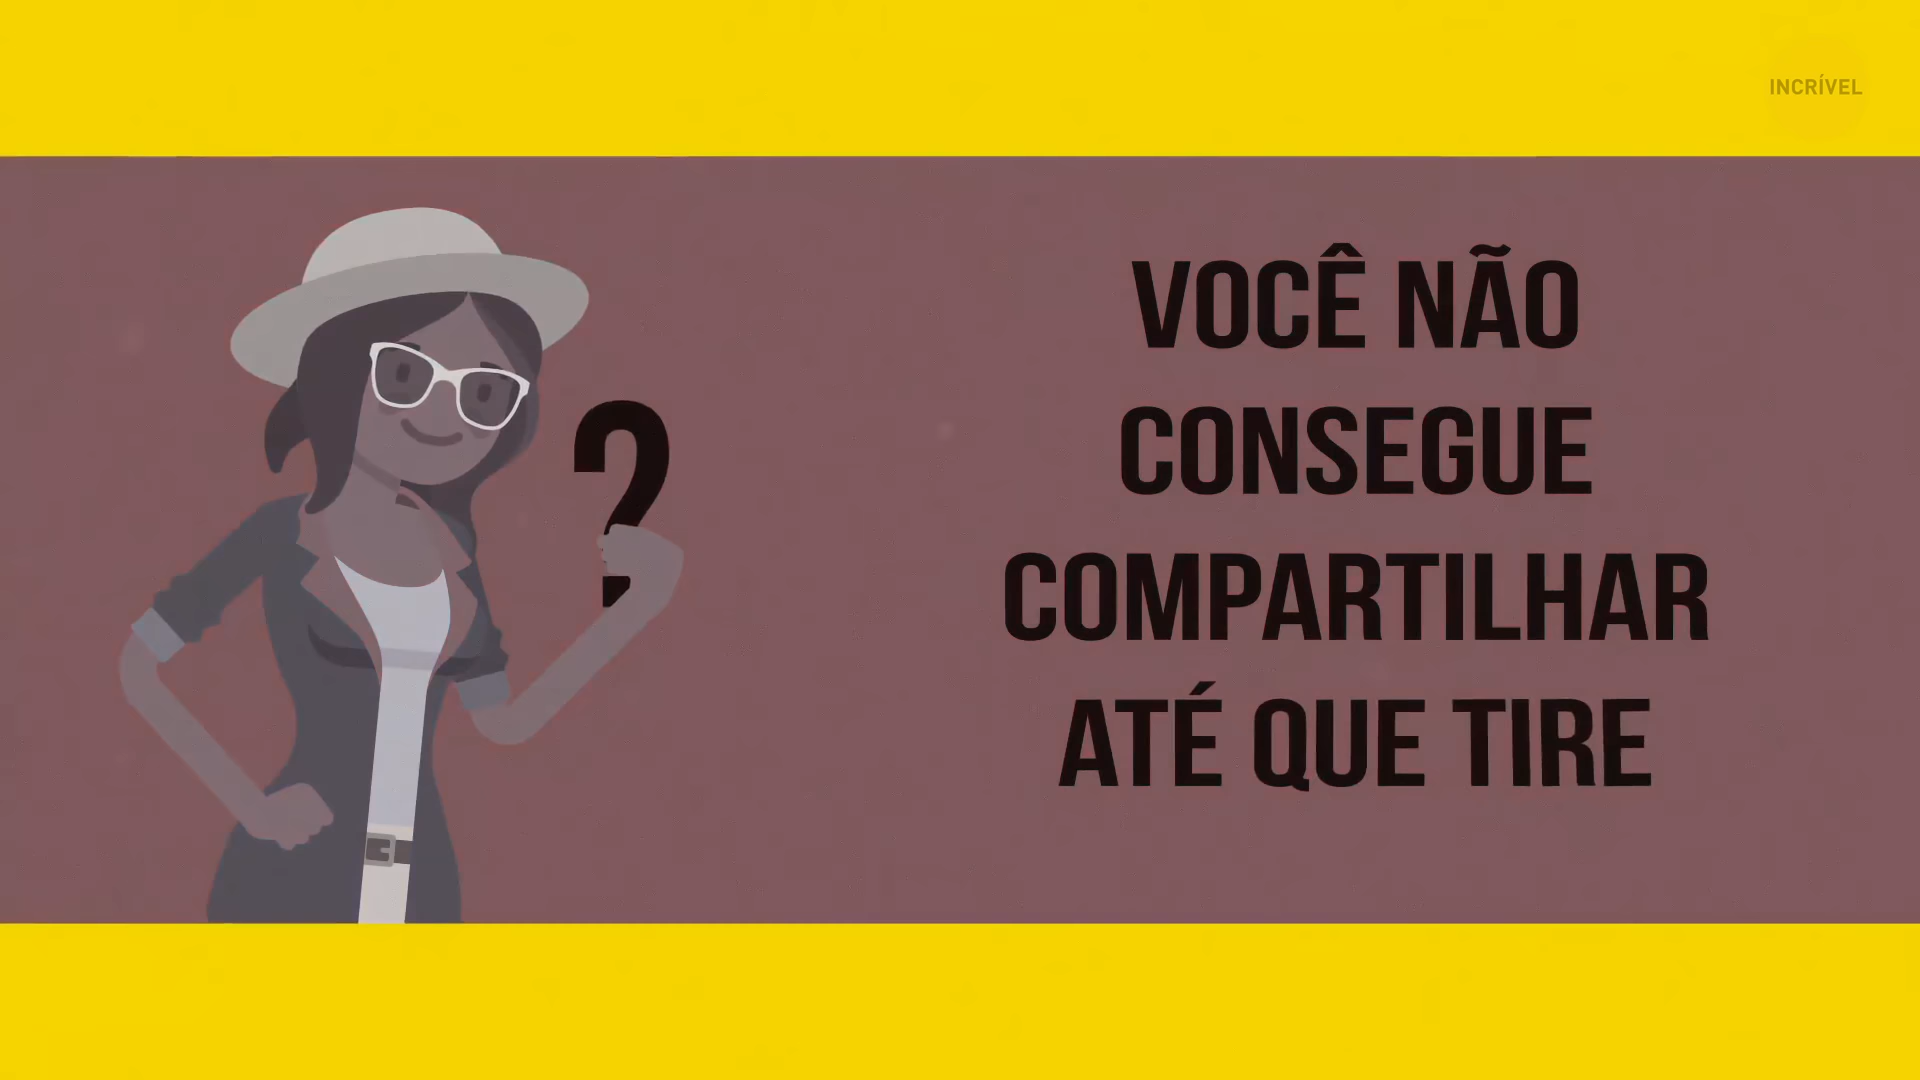 INCRÍVEL
VOCÊ NÃO
CONSEGUE
COMPARTILHAR
ATÉ QUE TIRE
?